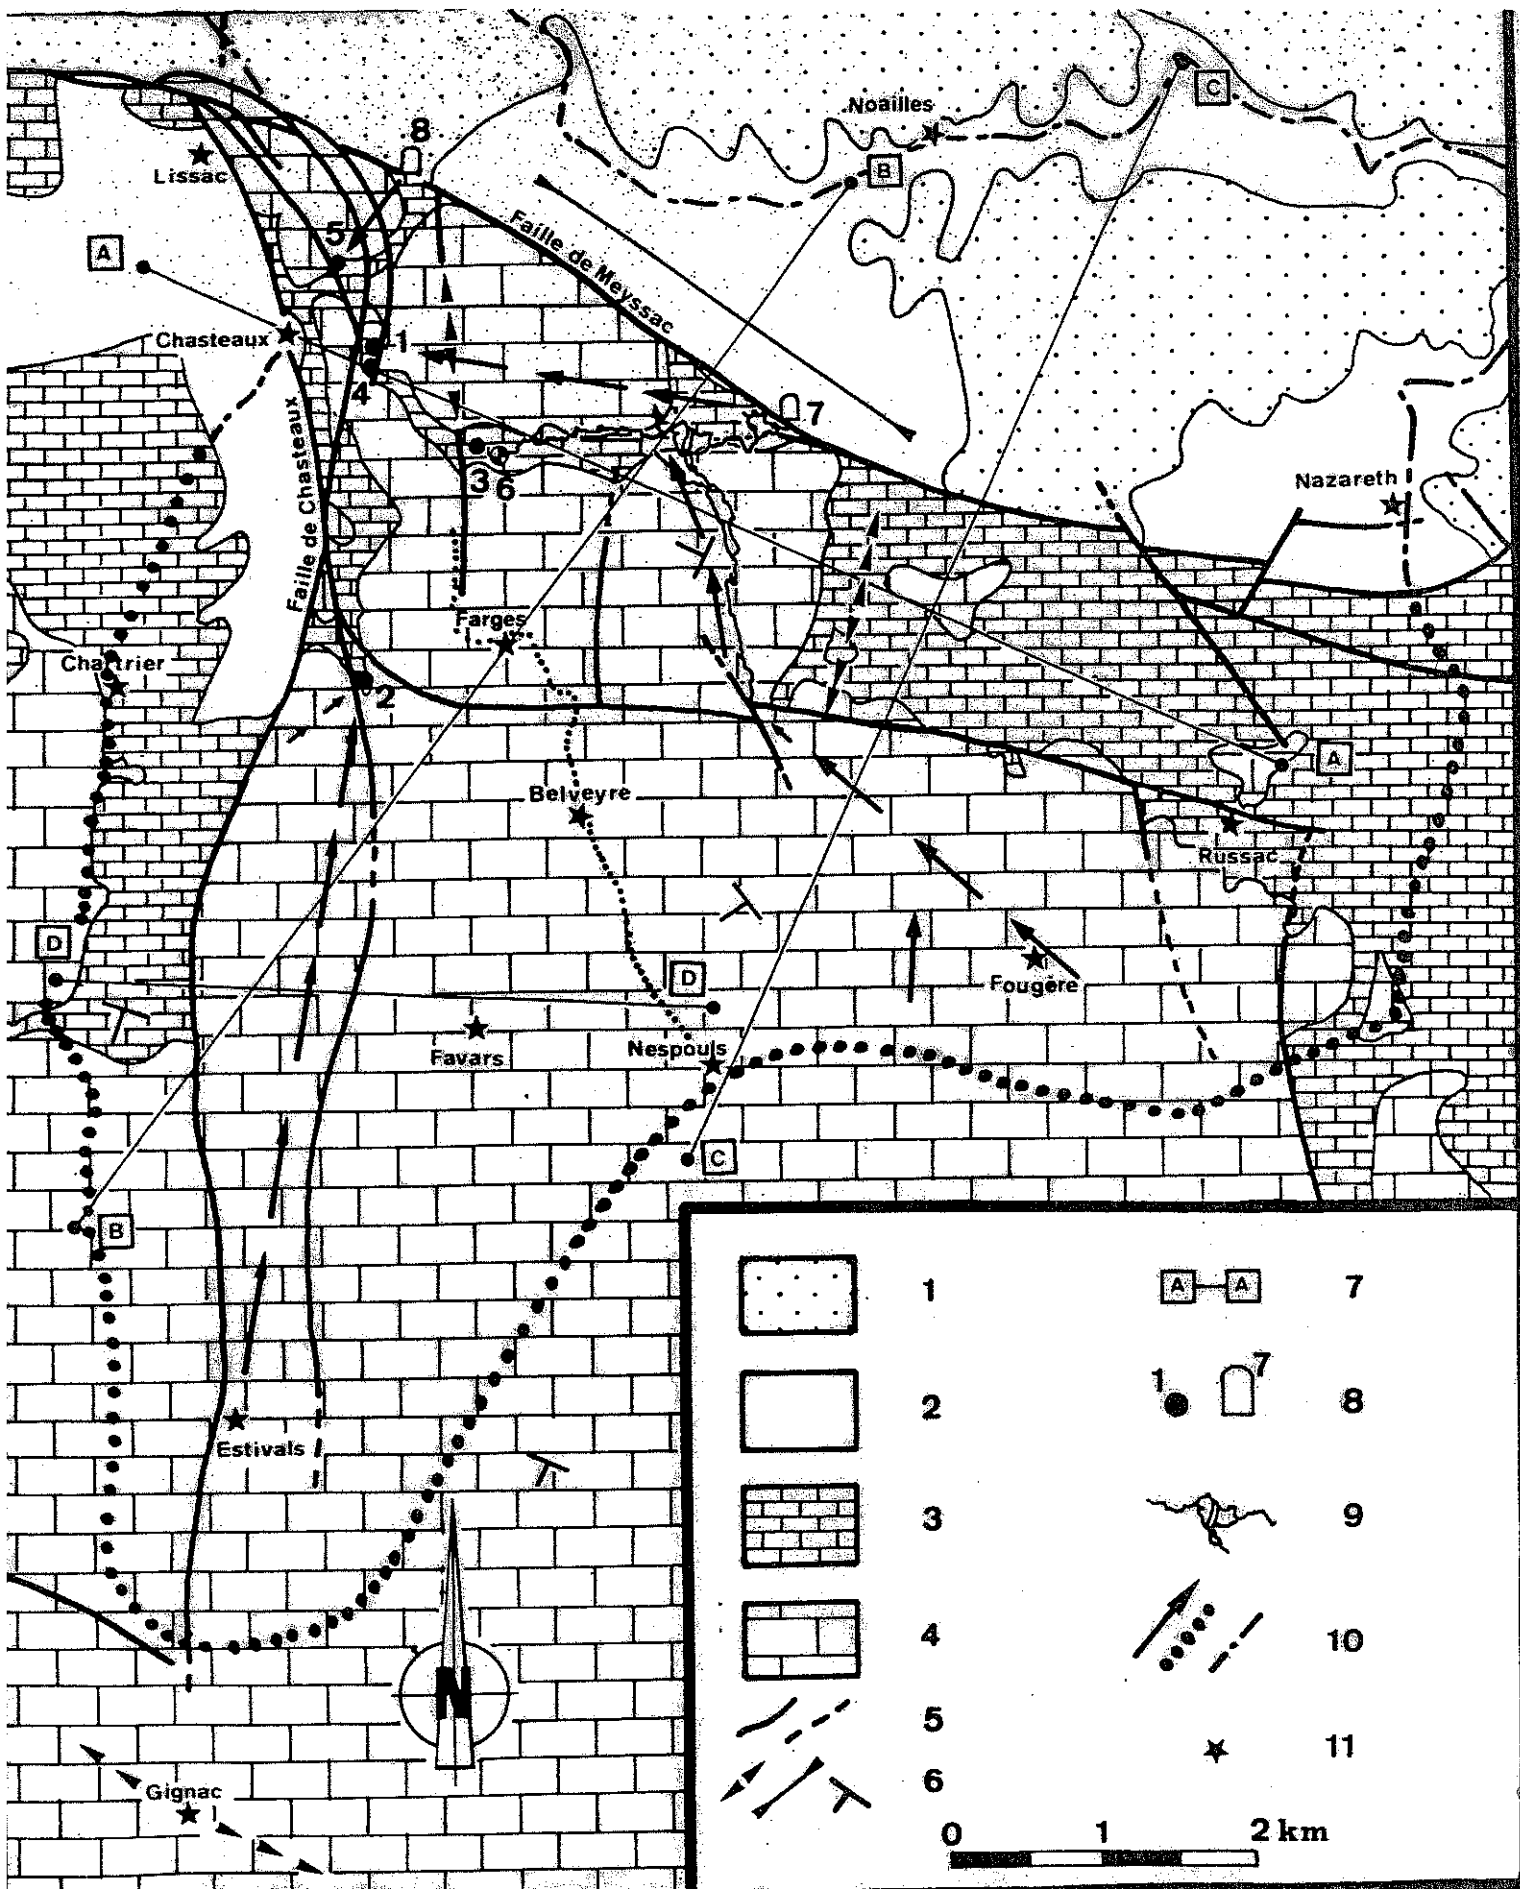 8
Noailles
C
Lissac
B
5
Faille de Meyssac
A
Chasteaux
1
4
7
Faille de Chasteaux
3
6
Nazareth
Farges
Chartrier
2
A
Belveyre
Russac
D
D
Fougère
Favars
Nespouls
C
B
1
A
A
7
2
1
7
8
Estivals
3
9
4
10
N
5
11
6
Gignac
0
1
2 km